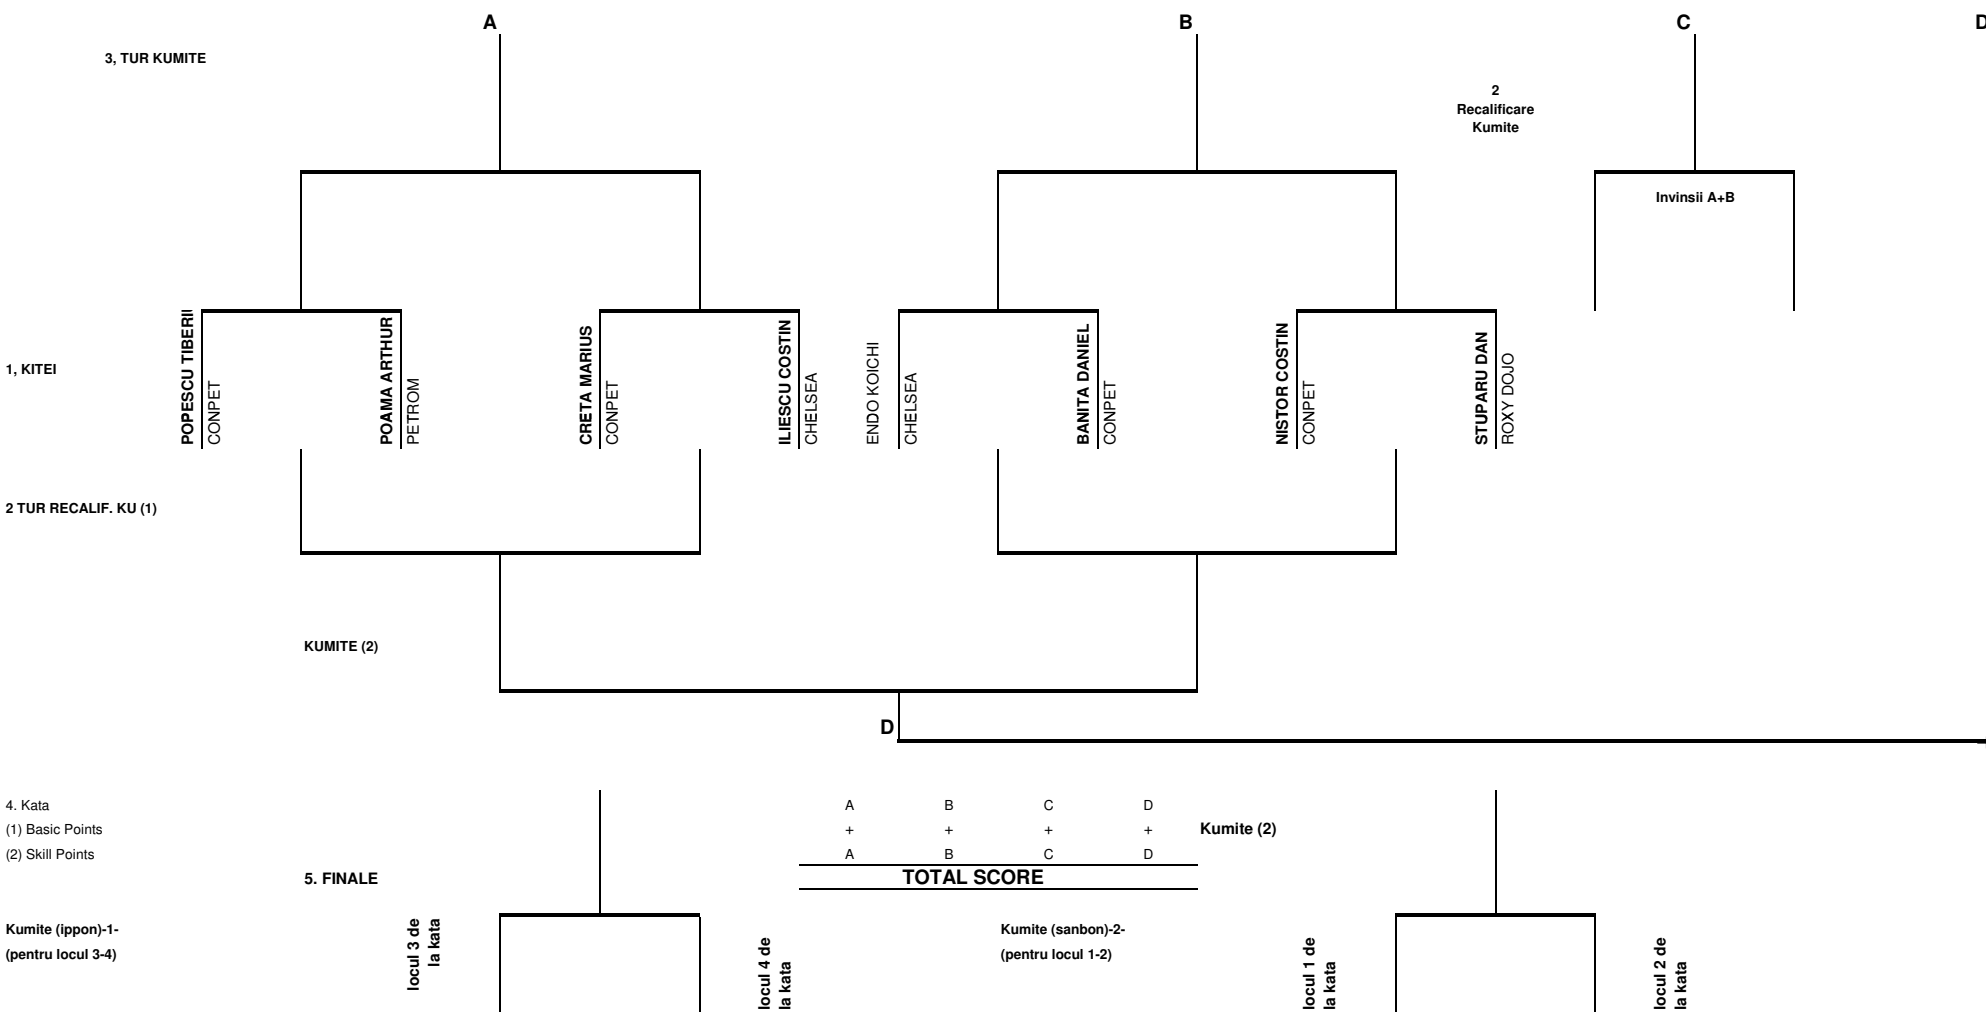 A
B
C
D
3, TUR KUMITE
2
Recalificare
Kumite
Invinsii A+B
1, KITEI
POPESCU TIBERIU
CONPET
POAMA ARTHUR
PETROM
CRETA MARIUS
CONPET
ILIESCU COSTIN
CHELSEA
ENDO KOICHI
CHELSEA
BANITA DANIEL
CONPET
NISTOR COSTIN
CONPET
STUPARU DAN
ROXY DOJO
2 TUR RECALIF. KU (1)
KUMITE (2)
D
4. Kata
A B C D
(1) Basic Points
+ + + + Kumite (2)
(2) Skill Points
A B C D
5. FINALE
TOTAL SCORE
Kumite (ippon)-1-
(pentru locul 3-4)
locul 3 de
la kata
locul 4 de
la kata
Kumite (sanbon)-2-
(pentru locul 1-2)
locul 1 de
la kata
locul 2 de
la kata